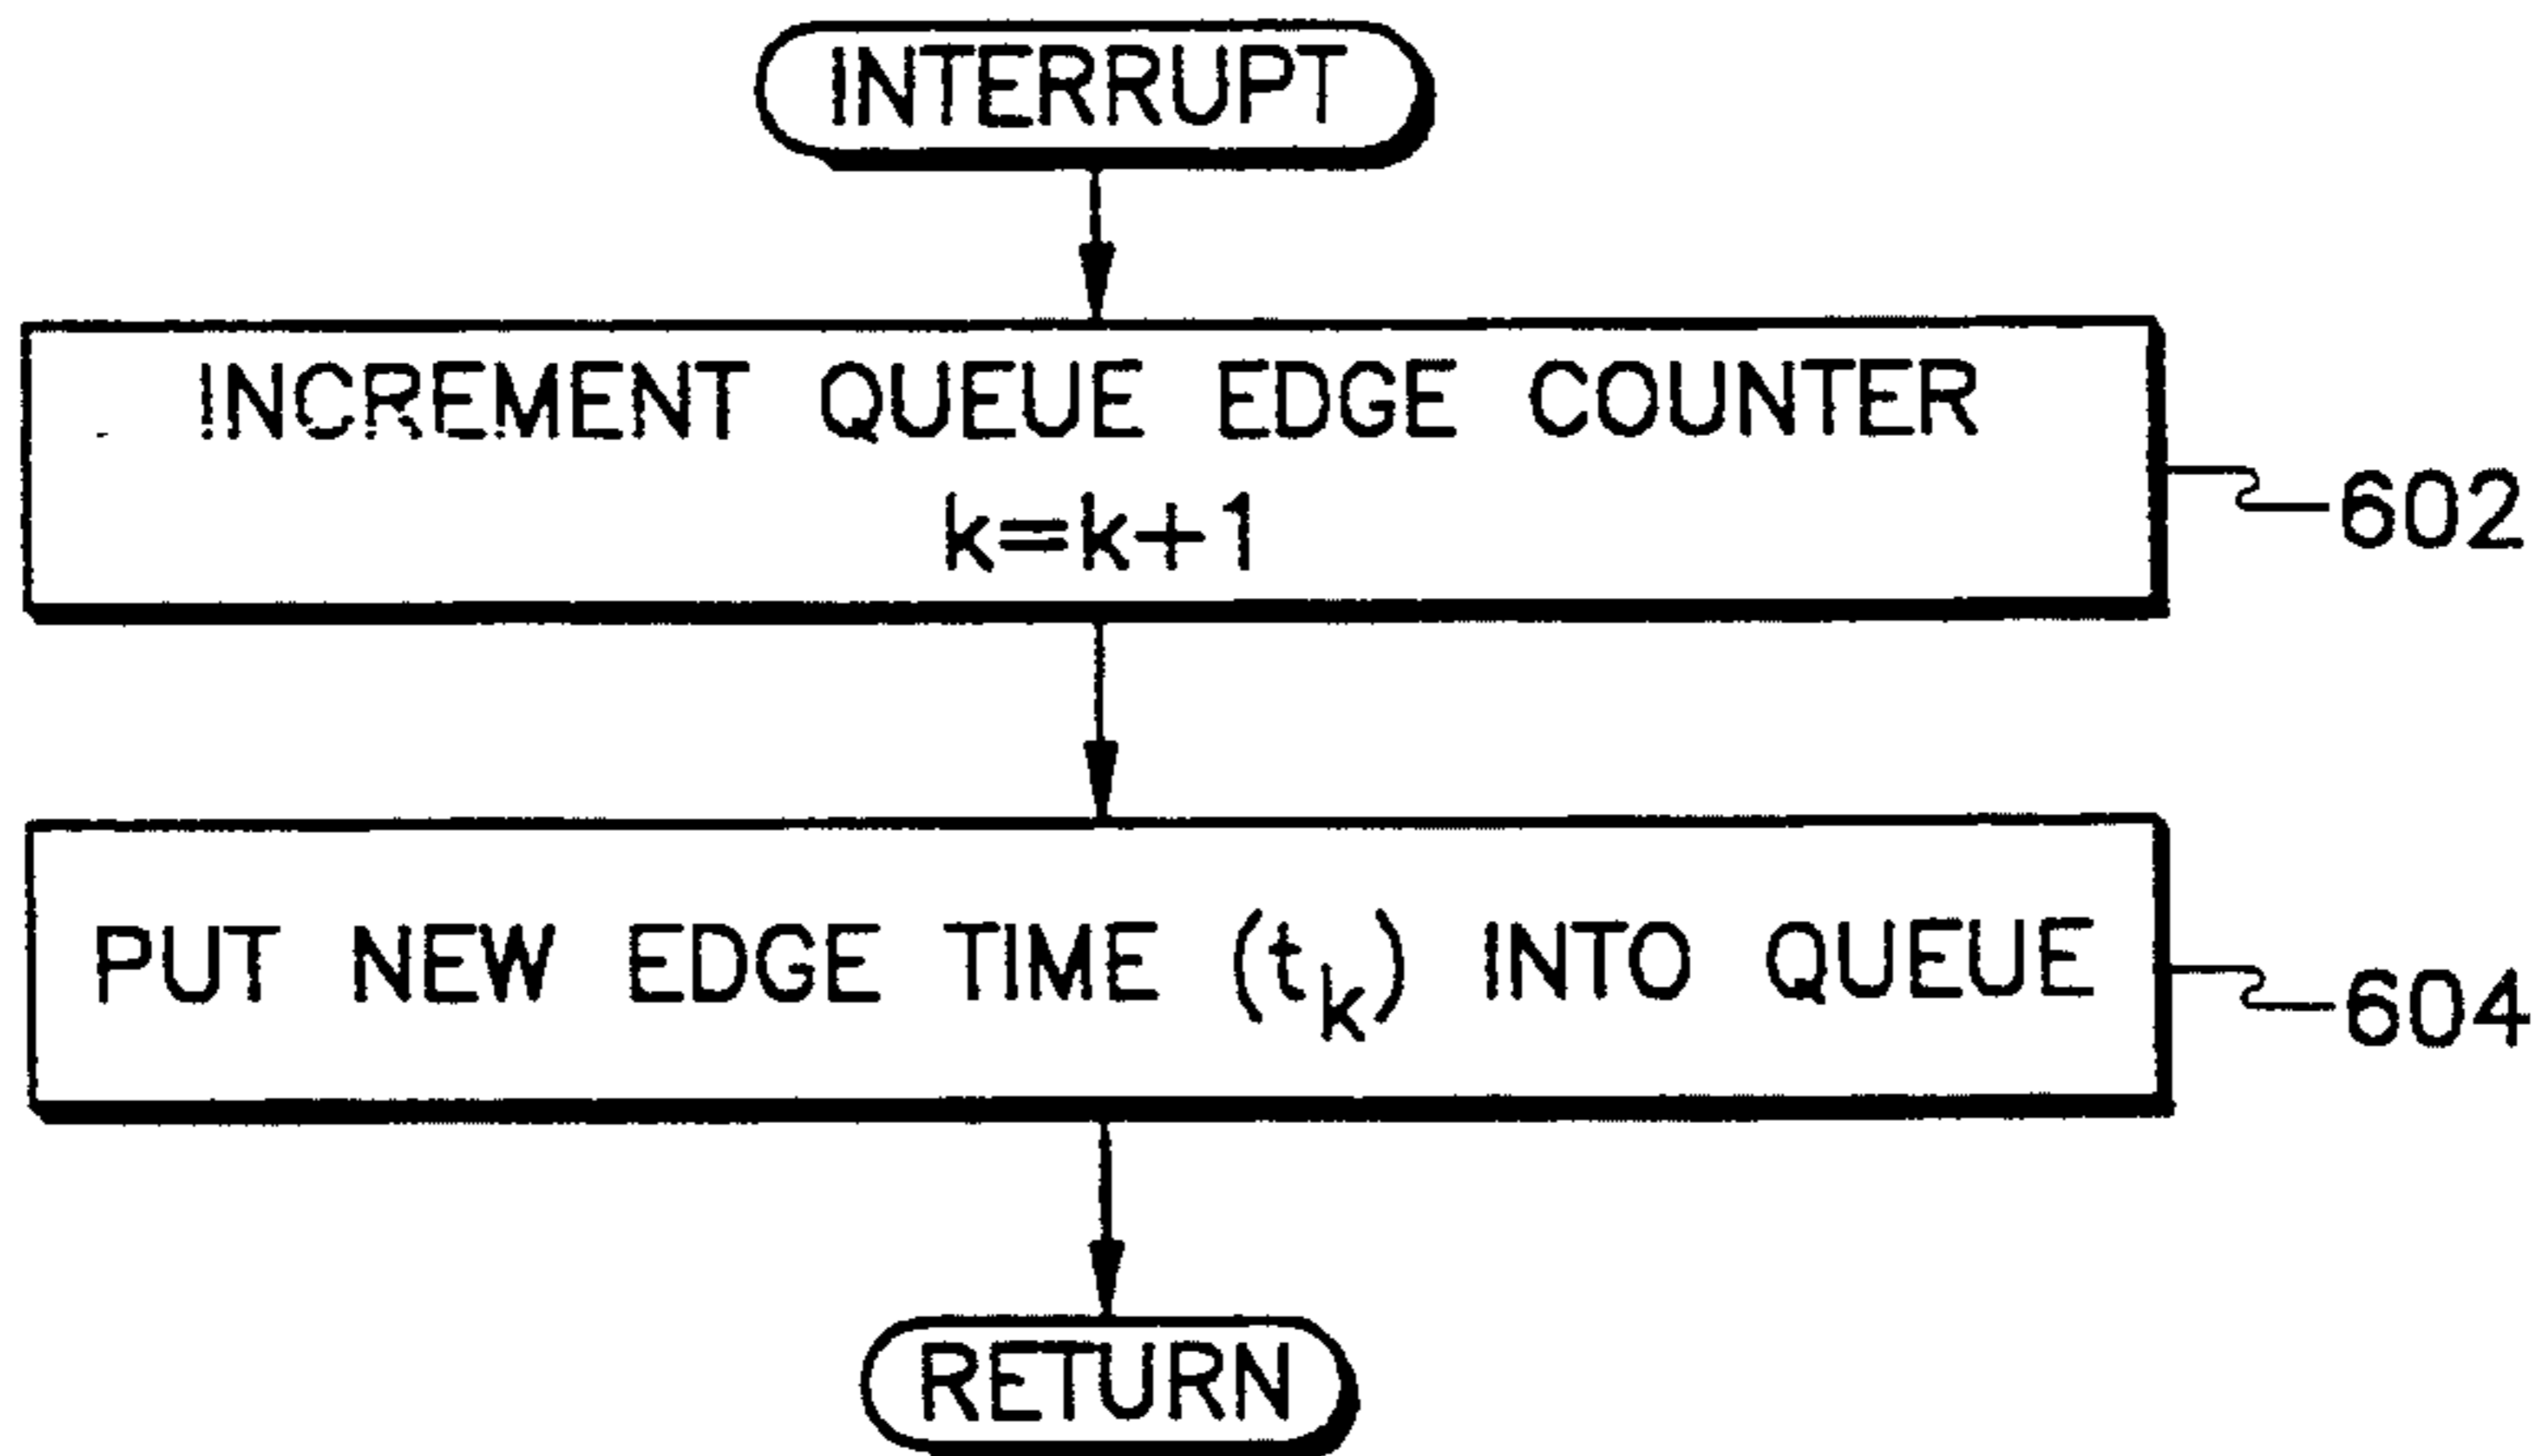 INTERRUPT
INCREMENT QUEUE EDGE COUNTER
k=k+1
602
PUT NEW EDGE TIME (tk) INTO QUEUE
604
RETURN